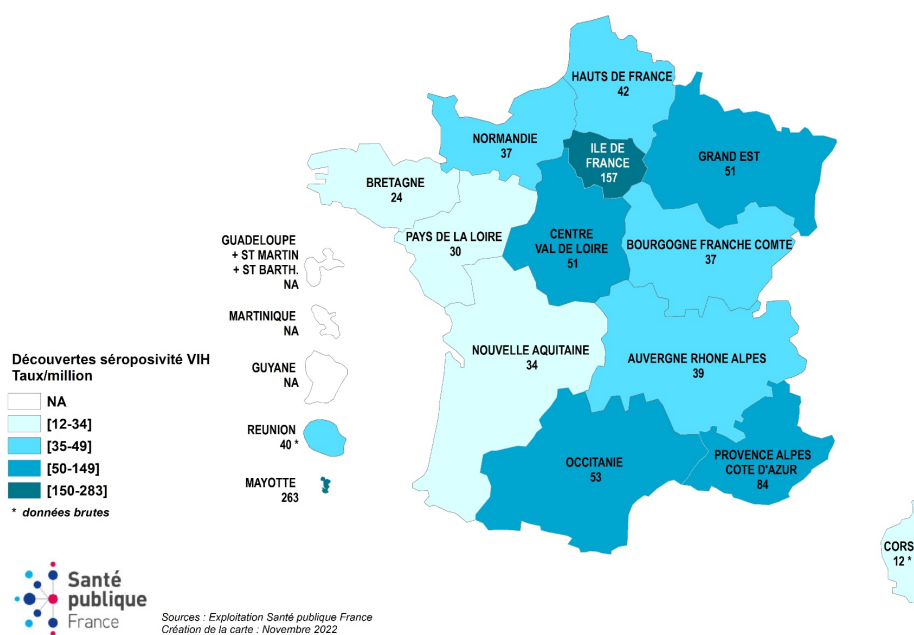 HAUTS DE FRANCE
42
NORMANDIE
37
ILE DE
FRANCE
157
GRAND EST
51
BRETAGNE
24
PAYS DE LA LOIRE
30
CENTRE
VAL DE LOIRE
51
BOURGOGNE FRANCHE COMTE
37
GUADELOUPE
+ ST MARTIN
+ ST BARTH.
NA
MARTINIQUE
NA
GUYANE
NA
REUNION
40 *
MAYOTTE
263
NOUVELLE AQUITAINE
34
AUVERGNE RHONE ALPES
39
OCCITANIE
53
PROVENCE ALPES
COTE D'AZUR
84
CORS
12 *
Découvertes séropositivité VIH
Taux/million
NA
[12-34]
[35-49]
[50-149]
[150-283]
* données brutes
Santé
publique
France
Sources : Exploitation Santé publique France
Création de la carte : Novembre 2022